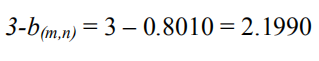 3-b(m,n) = 3 – 0.8010 = 2.1990